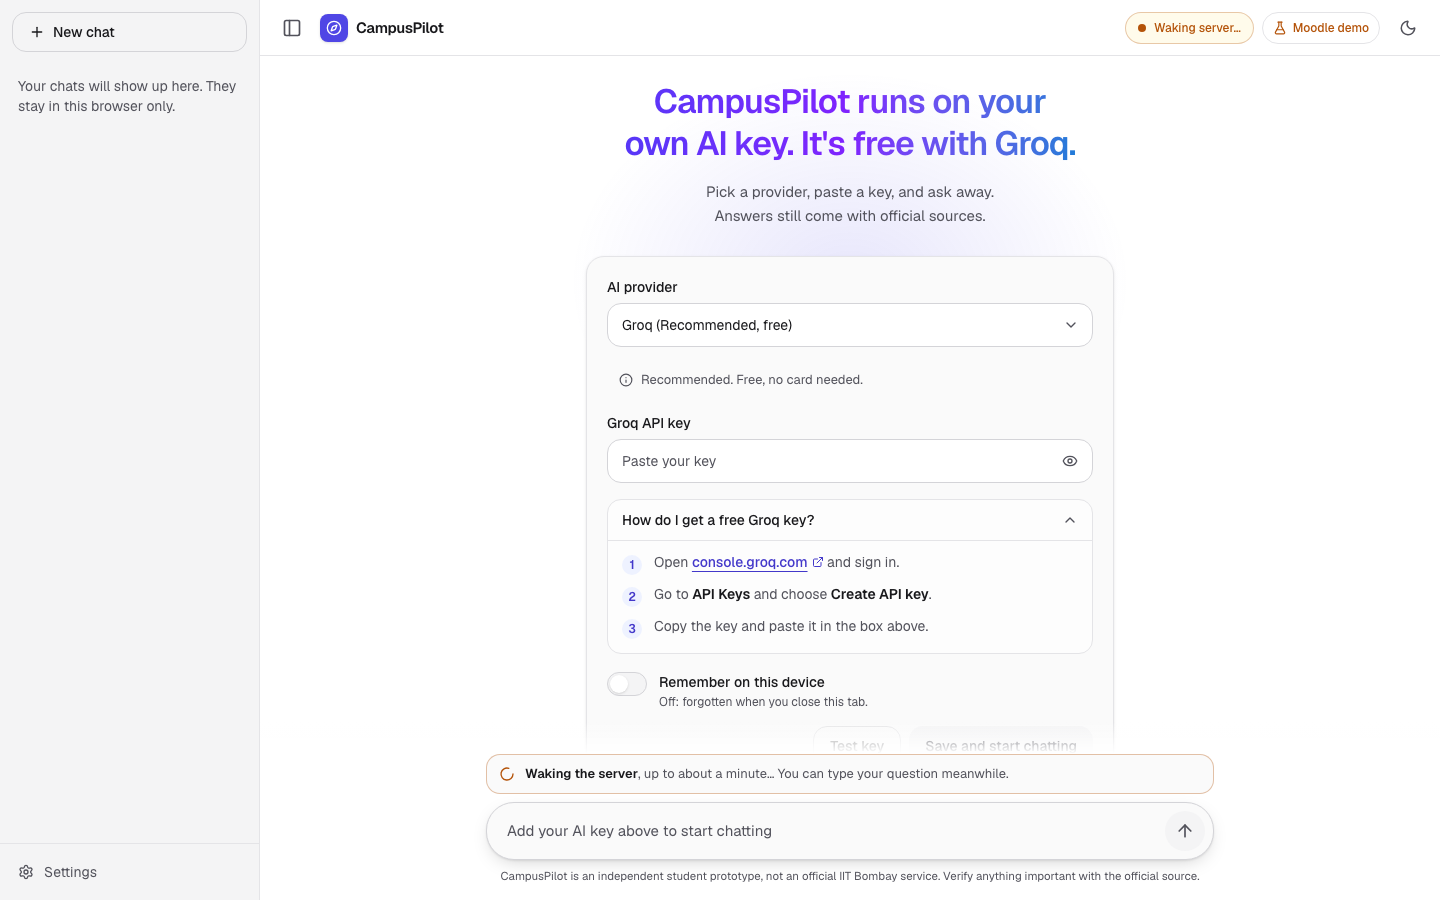 New chat
Your chats will show up here. They
stay in this browser only.
Settings
CampusPilot
Waking server...
Moodle demo
CampusPilot runs on your
own AI key. It's free with Groq.
Pick a provider, paste a key, and ask away.
Answers still come with official sources.
AI provider
Groq (Recommended, free)
Recommended. Free, no card needed.
Groq API key
Paste your key
How do I get a free Groq key?
1 Open console.groq.com and sign in.
2 Go to API Keys and choose Create API key.
3 Copy the key and paste it in the box above.
Remember on this device
Off: forgotten when you close this tab.
Test key Save and start chatting
Waking the server, up to about a minute... You can type your question meanwhile.
Add your AI key above to start chatting
CampusPilot is an independent student prototype, not an official IIT Bombay service. Verify anything important with the official source.